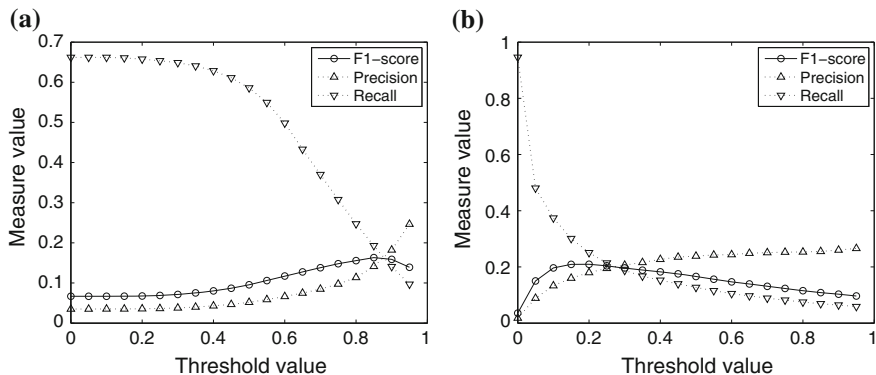 (a)
0.7
0.6
0.5
0.4
0.3
0.2
0.1
0
Measure value
F1-score
Precision
Recall
0 0.2 0.4 0.6 0.8 1
Threshold value
(b)
1
0.8
0.6
0.4
0.2
0
Measure value
F1-score
Precision
Recall
0 0.2 0.4 0.6 0.8 1
Threshold value